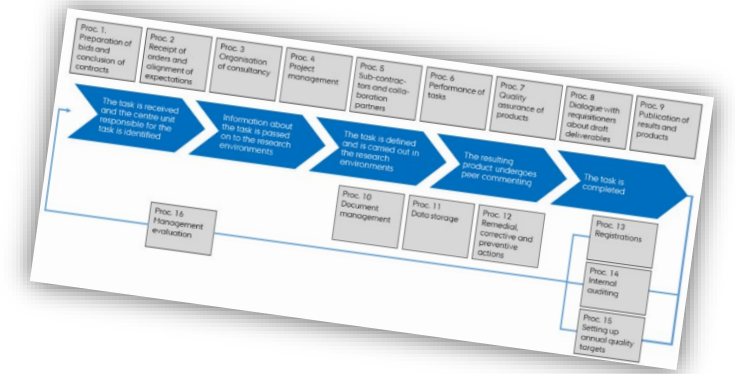 Proc. 1.
Preparation of
bids and
conclusion of
contracts
Proc. 2
Receipt of
orders and
alignment of
expectations
Proc. 3
Organisation
of consultancy
Proc. 4
Project
management
Proc. 5
Sub-contrac-
tors and colla-
boration
partners
Proc. 6
Performance of
tasks
Proc. 7
Quality
assurance of
products
Proc. 8
Dialogue with
requisitioners
about draft
deliverables
Proc. 9
Publication of
results and
products
The task is received
and the centre unit
responsible for the
task is identified
Information about
the task is passed
on to the research
environments
The task is defined
and is carried out in
the research
environments
The resulting
product undergoes
peer commenting
The task is
completed
Proc. 16
Management
evaluation
Proc. 10
Document
management
Proc. 11
Data storage
Proc. 12
Remedial,
corrective and
preventive
actions
Proc. 13
Registrations
Proc. 14
Internal
auditing
Proc. 15
Setting up
annual quality
targets